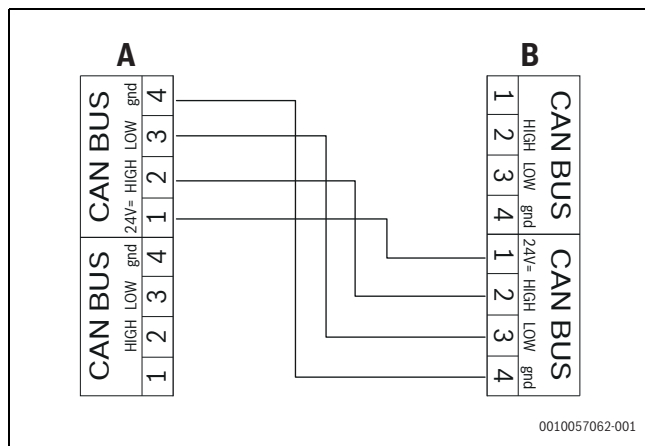 A
B
CAN BUS
gnd 4
LOW 3
HIGH 2
24V= 1
CAN BUS
gnd 4
LOW 3
HIGH 2
1
CAN BUS
1
2 HIGH
3 LOW
4 gnd
CAN BUS
1 24V=
2 HIGH
3 LOW
4 gnd
0010057062-001